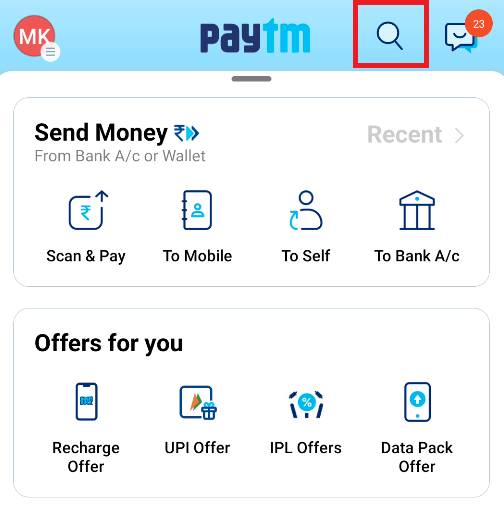 MK
paytm
23
Send Money
Recent
From Bank A/c or Wallet
Scan & Pay
To Mobile
To Self
To Bank A/c
Offers for you
Recharge
Offer
UPI Offer
IPL Offers
Data Pack
Offer